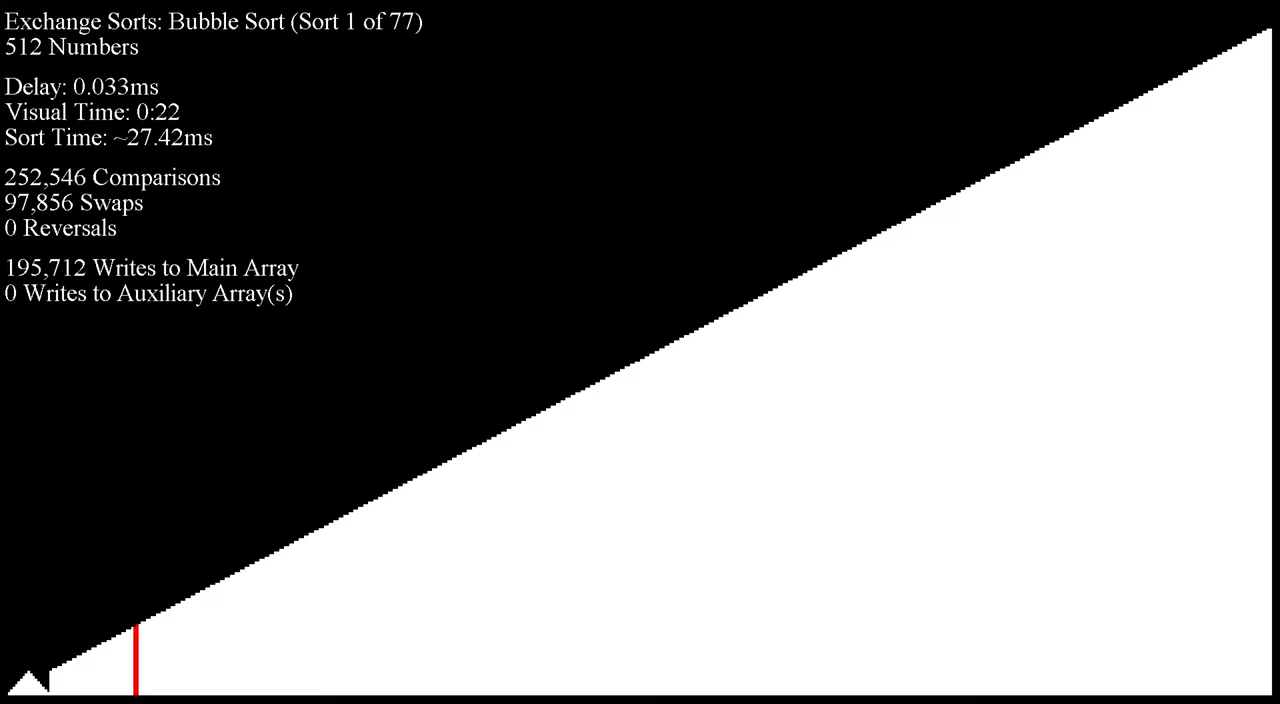 Exchange Sorts: Bubble Sort (Sort 1 of 77)
512 Numbers
Delay: 0.033ms
Visual Time: 0:22
Sort Time: ~27.42ms
252,546 Comparisons
97,856 Swaps
0 Reversals
195,712 Writes to Main Array
0 Writes to Auxiliary Array(s)